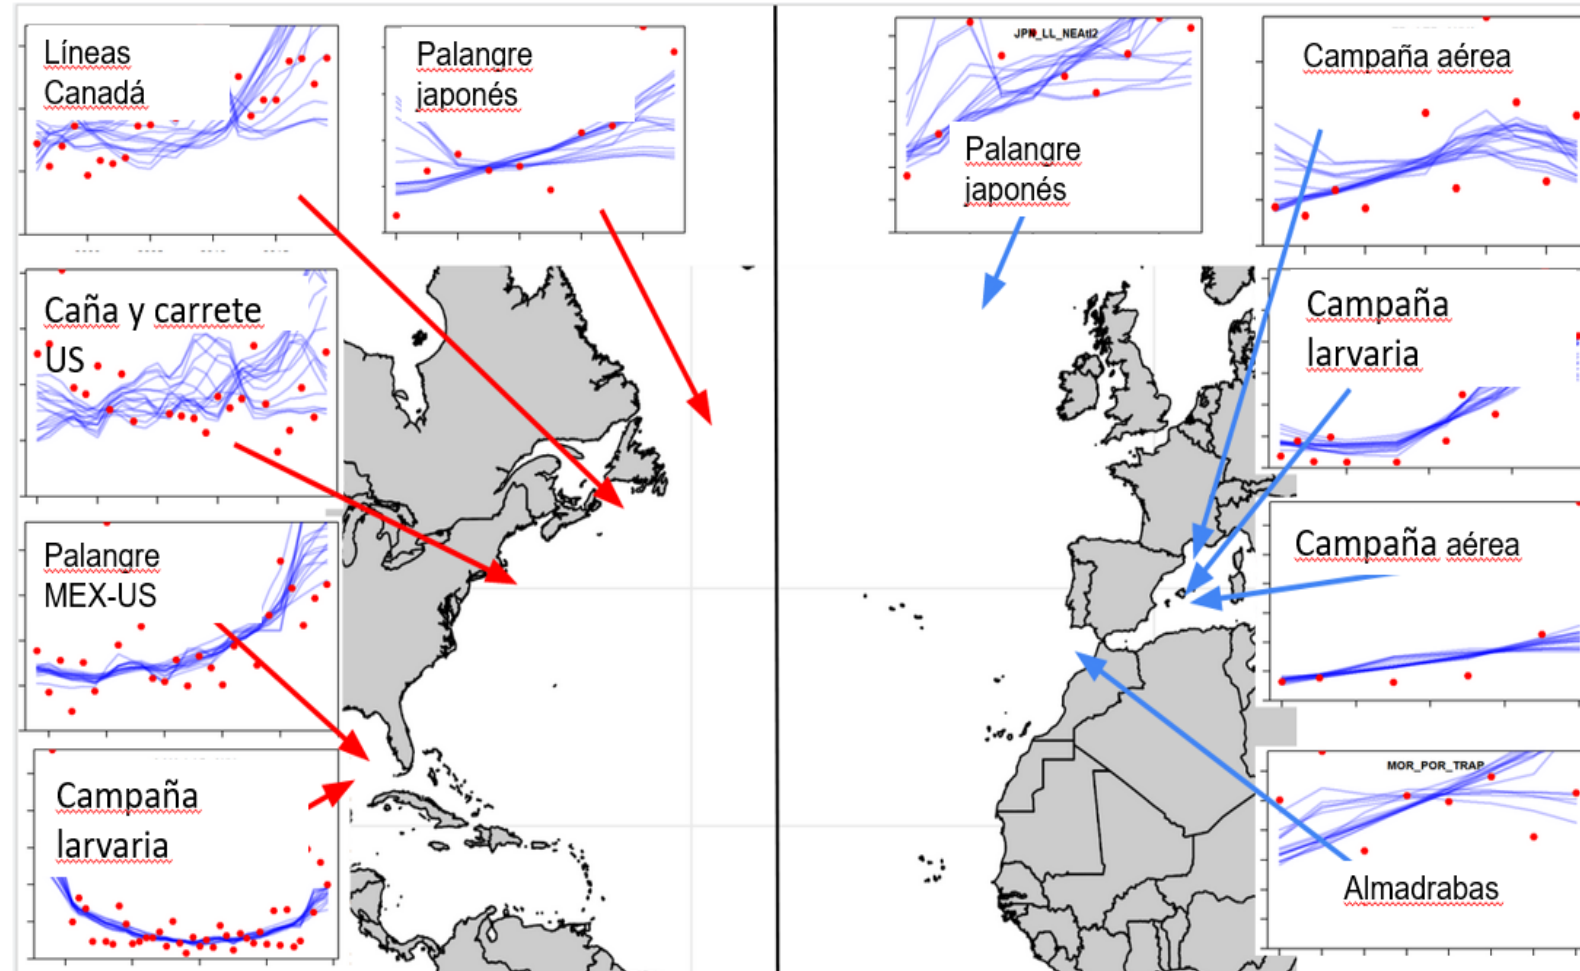 Líneas
Canadá
Palangre
japonés
JPN_LL_NEAtl2
Palangre
japonés
Campaña aérea
Caña y carrete
US
Campaña
larvaria
Palangre
MEX-US
Campaña aérea
Campaña
larvaria
MOR_POR_TRAP
Almadrabas